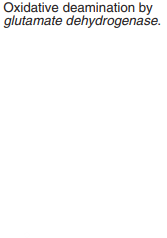 Oxidative deamination by
glutamate dehydrogenase.